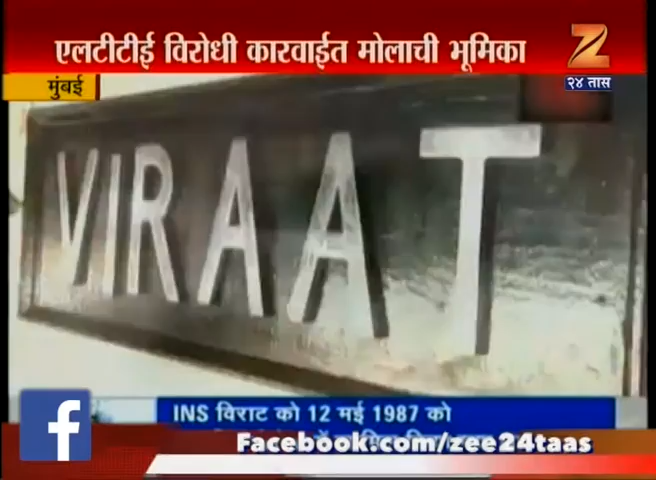 एलटीटीई विरोधी कारवाईत मोलाची भूमिका
Z
२४ तास
मुंबई
VIRAAT
INS विराट को 12 मई 1987 को
f Facebook.com/zee24taas